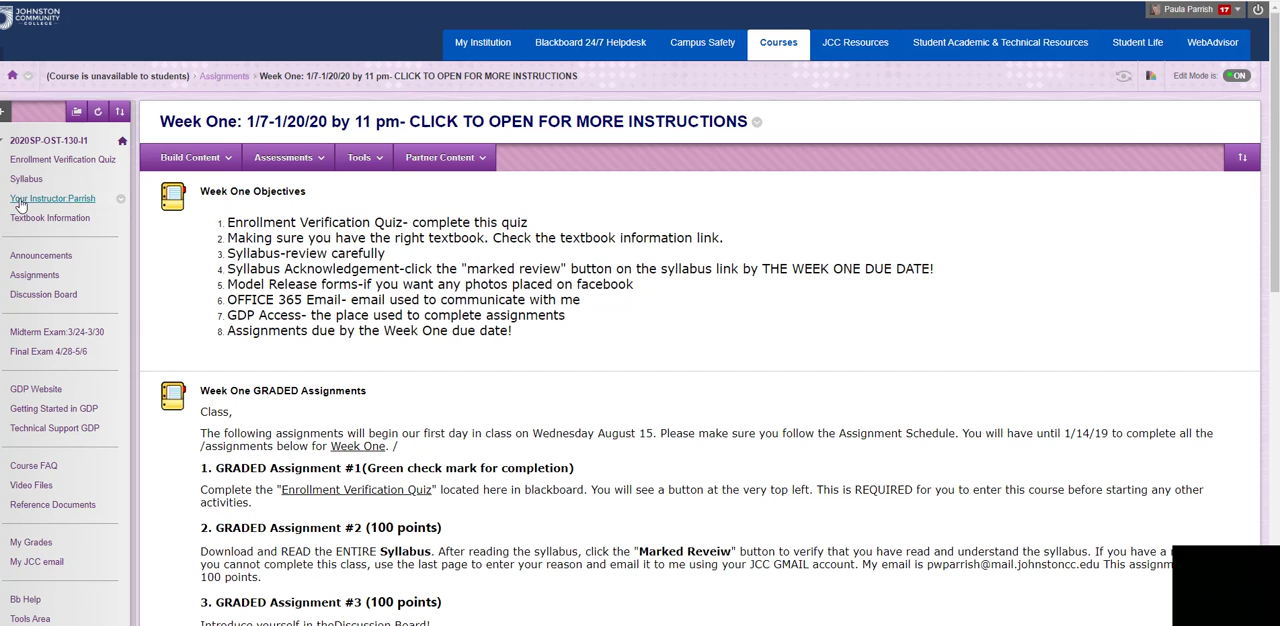 JOHNSTON
COMMUNITY
COLLEGE
Paula Parrish 17
My Institution Blackboard 24/7 Helpdesk Campus Safety Courses JCC Resources Student Academic & Technical Resources Student Life WebAdvisor
(Course is unavailable to students) Assignments Week One: 1/7-1/20/20 by 11 pm- CLICK TO OPEN FOR MORE INSTRUCTIONS Edit Mode is: ON
2020SP-OST-130-I1
Enrollment Verification Quiz
Syllabus
Your Instructor Parrish
Textbook Information
Announcements
Assignments
Discussion Board
Midterm Exam:3/24-3/30
Final Exam 4/28-5/6
GDP Website
Getting Started in GDP
Technical Support GDP
Course FAQ
Video Files
Reference Documents
My Grades
My JCC email
Bb Help
Tools Area
Week One: 1/7-1/20/20 by 11 pm- CLICK TO OPEN FOR MORE INSTRUCTIONS
Build Content Assessments Tools Partner Content
Week One Objectives
1. Enrollment Verification Quiz- complete this quiz
2. Making sure you have the right textbook. Check the textbook information link.
3. Syllabus-review carefully
4. Syllabus Acknowledgement-click the "marked review" button on the syllabus link by THE WEEK ONE DUE DATE!
5. Model Release forms-if you want any photos placed on facebook
6. OFFICE 365 Email- email used to communicate with me
7. GDP Access- the place used to complete assignments
8. Assignments due by the Week One due date!
Week One GRADED Assignments
Class,
The following assignments will begin our first day in class on Wednesday August 15. Please make sure you follow the Assignment Schedule. You will have until 1/14/19 to complete all the
/assignments below for Week One. /
1. GRADED Assignment #1(Green check mark for completion)
Complete the "Enrollment Verification Quiz" located here in blackboard. You will see a button at the very top left. This is REQUIRED for you to enter this course before starting any other
activities.
2. GRADED Assignment #2 (100 points)
Download and READ the ENTIRE Syllabus. After reading the syllabus, click the "Marked Reveiw" button to verify that you have read and understand the syllabus. If you have a
you cannot complete this class, use the last page to enter your reason and email it to me using your JCC GMAIL account. My email is pwparrish@mail.johnstoncc.edu This assignm
100 points.
3. GRADED Assignment #3 (100 points)
Introduce yourself in theDiscussion Board!